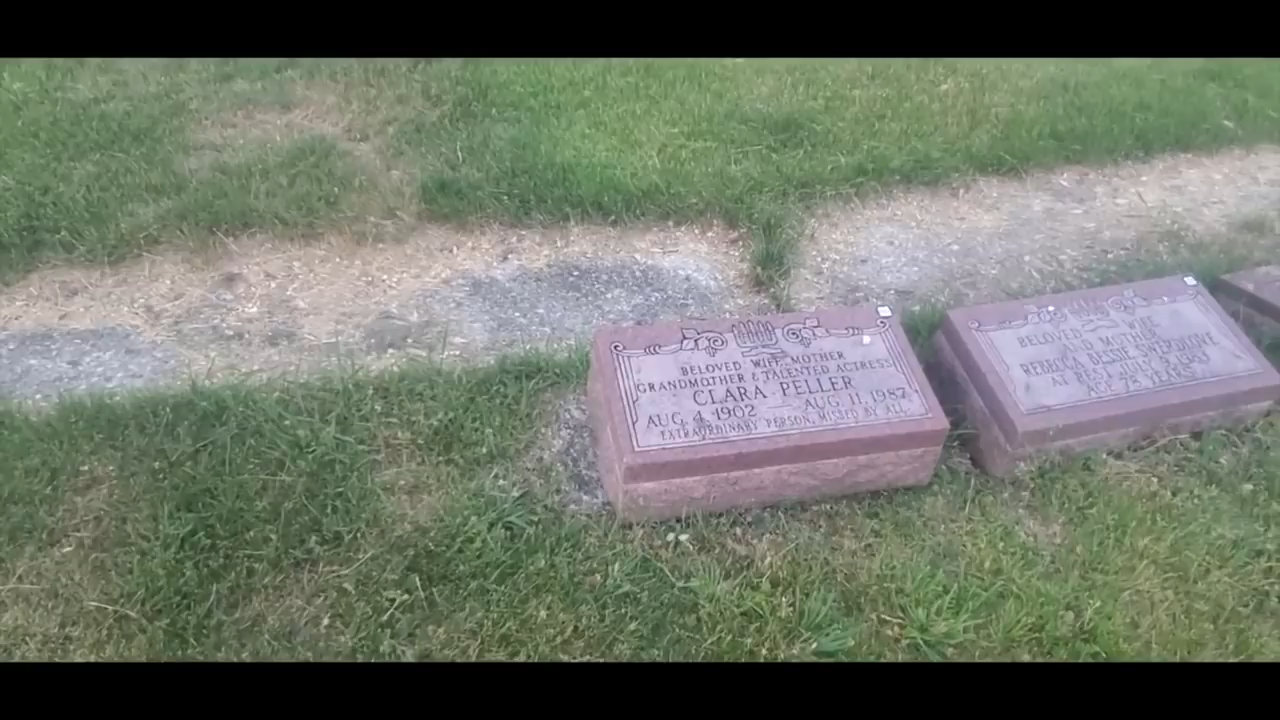 BELOVED WIFE, MOTHER
GRANDMOTHER & TALENTED ACTRESS
CLARA PELLER
AUG. 4, 1902 — AUG. 11, 1987
EXTRAORDINARY PERSON, MISSED BY ALL
BELOVED WIFE
& MOTHER
REBECCA BESSIE
AT REST
AGE 73 YEARS